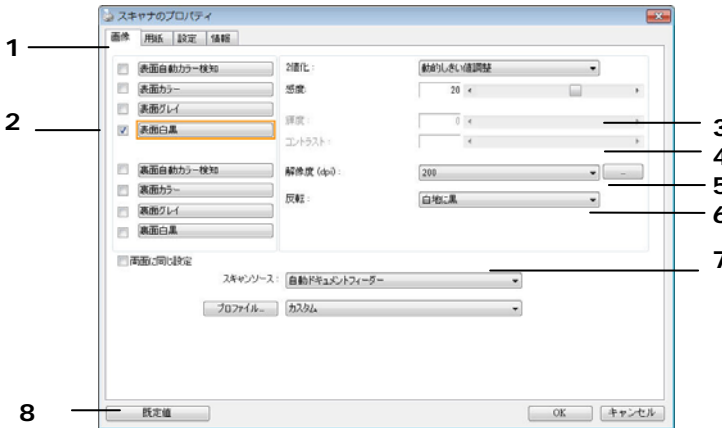 スキャナのプロパティ
画像 用紙 設定 情報
1
表面自動カラー検知 2値化： 動的しきい値調整
表面カラー 感度: 20
表面グレイ 輝度: 0 3
2 表面白黒 コントラスト: 4
裏面自動カラー検知 解像度 (dpi)： 200 ..
5
裏面カラー 反転： 白地に黒
裏面グレイ 6
裏面白黒
両面に同じ設定 7
スキャンソース： 自動ドキュメントフィーダー
プロファイル... カスタム
8 既定値 OK キャンセル